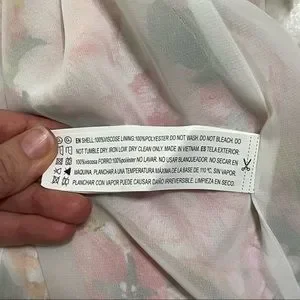 EN SHELL:100%VISCOSE LINING:100%POLYESTER.DO NOT WASH. DO NOT BLEACH. DO
NOT TUMBLE DRY. IRON LOW. DRY CLEAN ONLY. MADE IN VIETNAM. ES TELA EXTERIOR:
100%viscosa FORRO:100%poliéster NO LAVAR. NO USAR BLANQUEADOR. NO SECAR EN
MÁQUINA. PLANCHAR A UNA TEMPERATURA MÁXIMA DE LA BASE DE 110 ºC, SIN VAPOR.
PLANCHAR CON VAPOR PUEDE CAUSAR DAÑO IRREVERSIBLE. LIMPIEZA EN SECO.